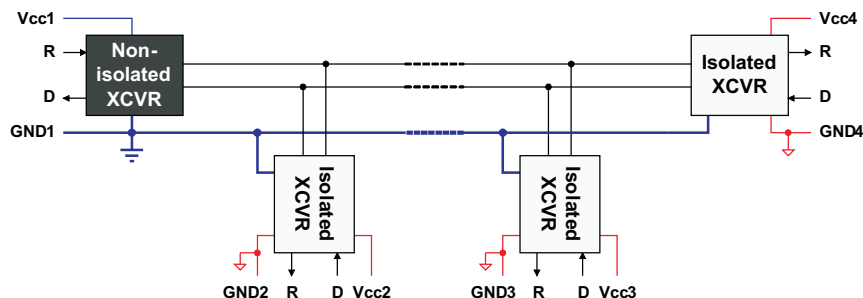 Vcc1
R
D
GND1
Non-
isolated
XCVR
Isolated
XCVR
Vcc4
R
D
GND4
Isolated
XCVR
GND2
R
D
Vcc2
Isolated
XCVR
GND3
R
D
Vcc3